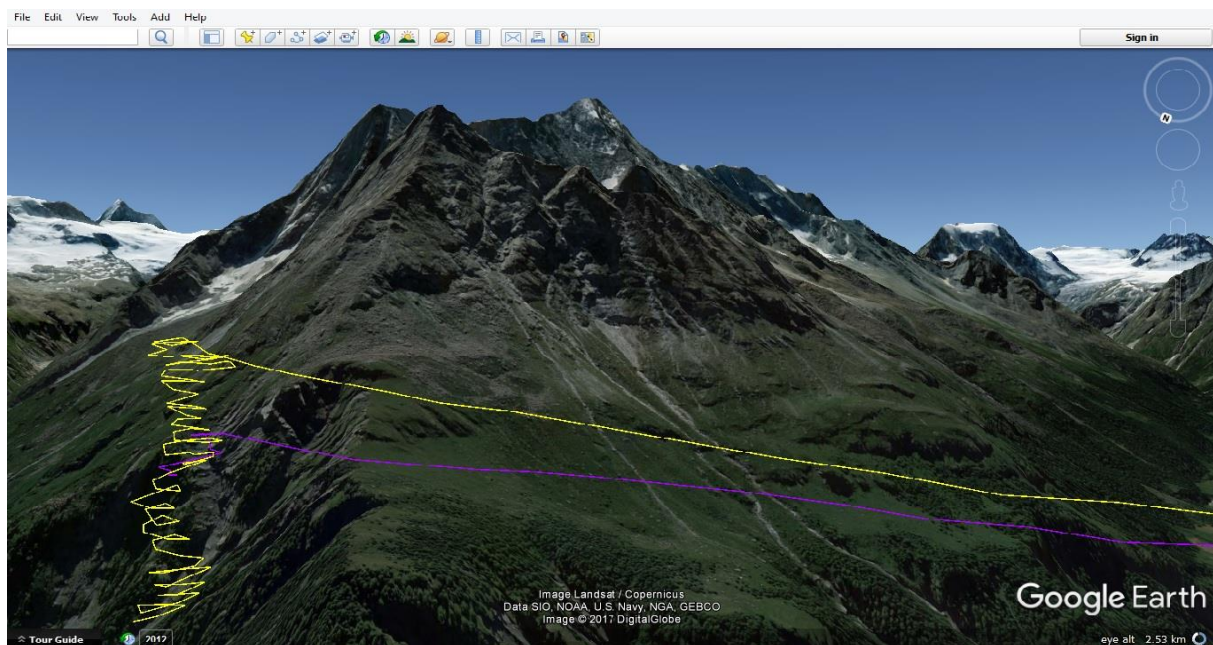 File Edit View Tools Add Help
Sign in
N
Image Landsat / Copernicus
Data SIO, NOAA, U.S. Navy, NGA, GEBCO
Image © 2017 DigitalGlobe
Google Earth
Tour Guide 2012 eye alt 2.53 km